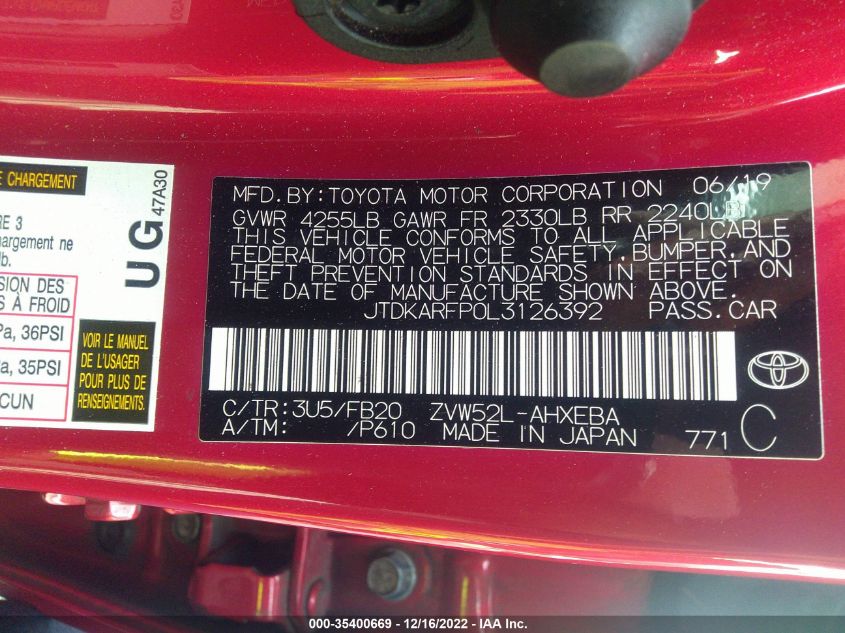 E CHARGEMENT
RE 3
hargement ne
lb.
SION DES
S À FROID
Pa, 36PSI
Pa, 35PSI
CUN
UG
47A30
VOIR LE MANUEL
DE L'USAGER
POUR PLUS DE
RENSEIGNEMENTS.
MFD.BY:TOYOTA MOTOR CORPORATION 06/19
GVWR 4255LB GAWR FR 2330LB RR 2240LB
THIS VEHICLE CONFORMS TO ALL APPLICABLE
FEDERAL MOTOR VEHICLE SAFETY,BUMPER,AND
THEFT PREVENTION STANDARDS IN EFFECT ON
THE DATE OF MANUFACTURE SHOWN ABOVE.
JTDKARFP0L3126392 PASS.CAR
C/TR:3U5/FB20 ZVW52L-AHXEBA
A/TM: /P610 MADE IN JAPAN 771 C
000-35400669 - 12/16/2022 - IAA Inc.